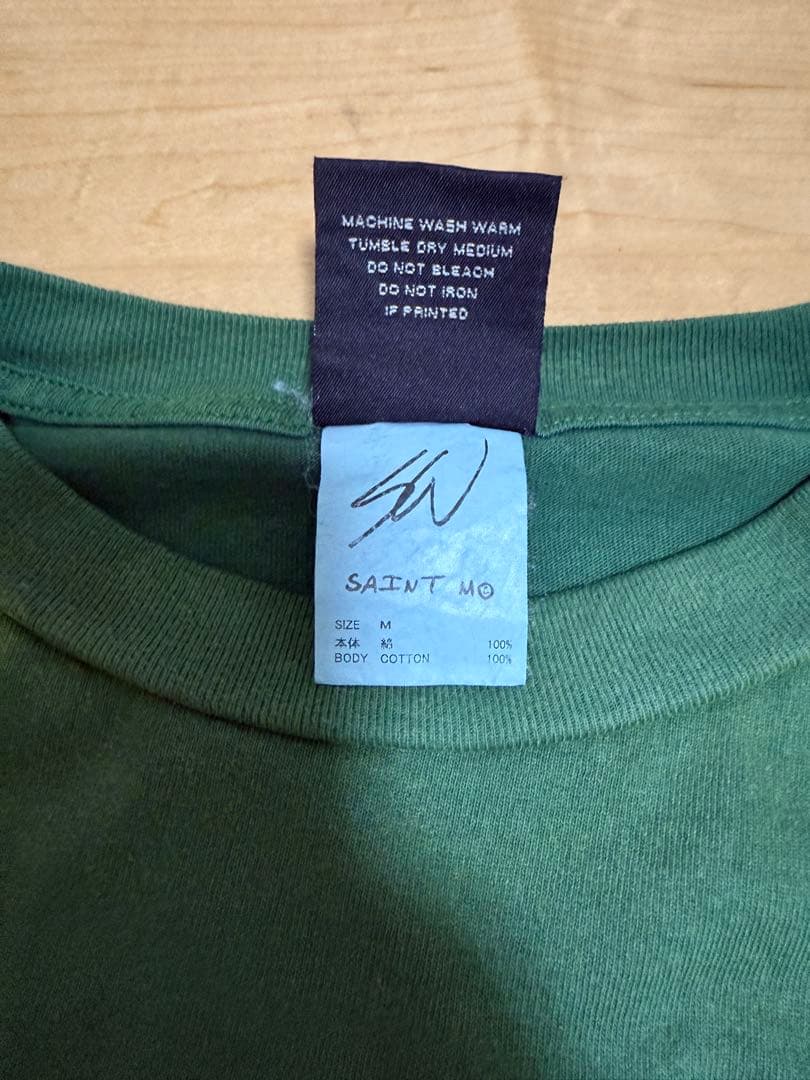 MACHINE WASH WARM
TUMBLE DRY MEDIUM
DO NOT BLEACH
DO NOT IRON
IF PRINTED
SAINT M©
SIZE M
本体 綿 100%
BODY COTTON 100%